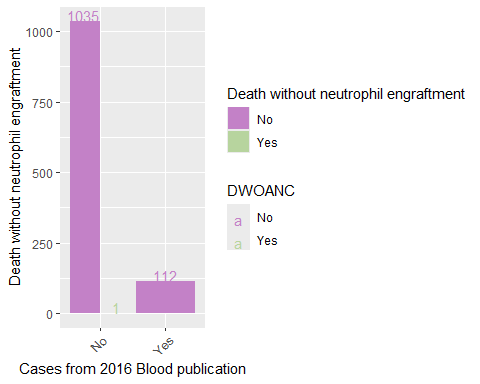 Death without neutrophil engraftment
1000
750
500
250
0
1035
1
112
No
Yes
Cases from 2016 Blood publication
Death without neutrophil engraftment
No
Yes
DWOANC
a No
a Yes